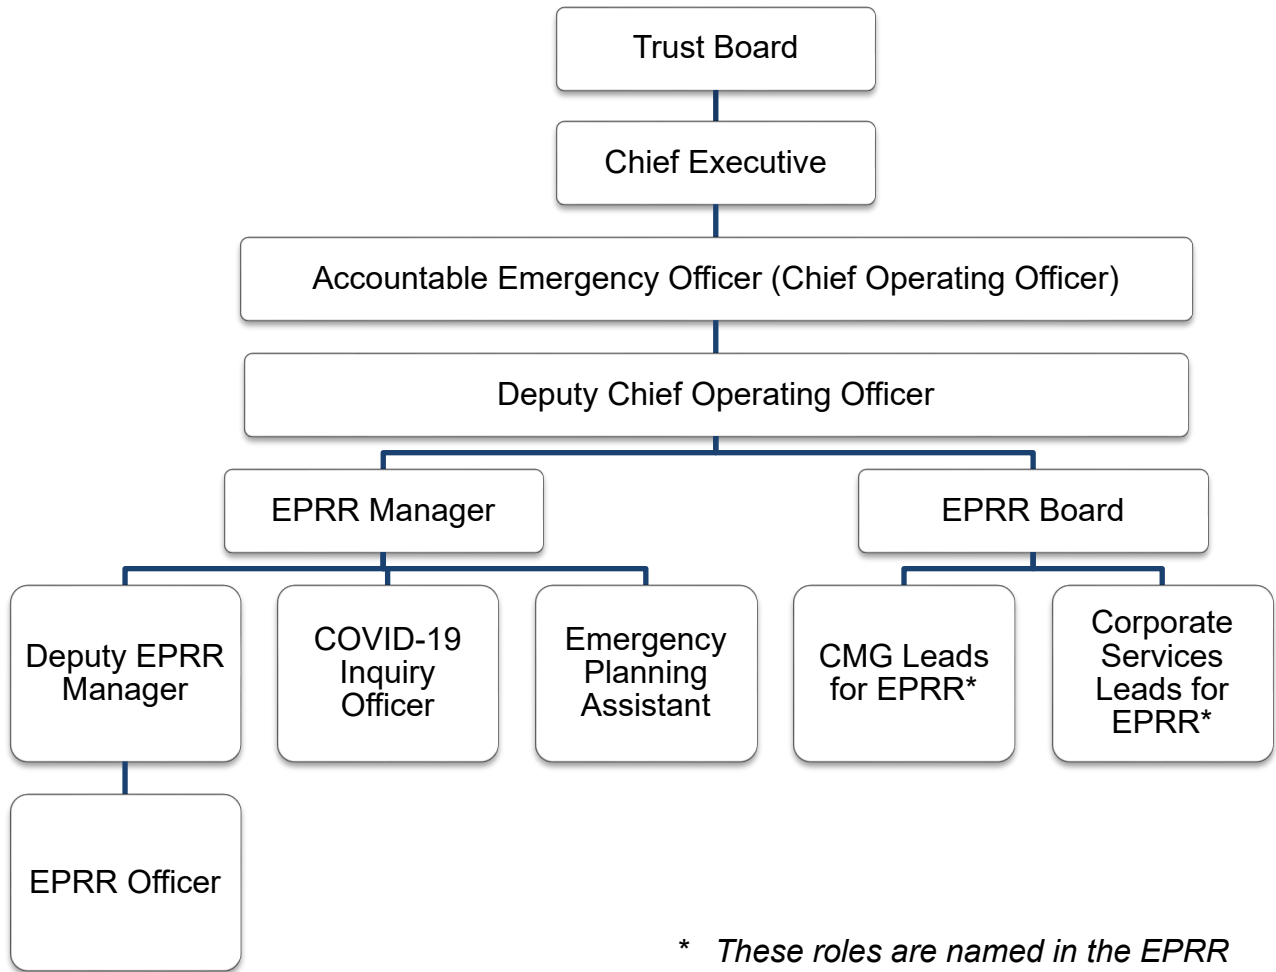 Trust Board
Chief Executive
Accountable Emergency Officer (Chief Operating Officer)
Deputy Chief Operating Officer
EPRR Manager
EPRR Board
Deputy EPRR
Manager
COVID-19
Inquiry
Officer
Emergency
Planning
Assistant
CMG Leads
for EPRR*
Corporate
Services
Leads for
EPRR*
EPRR Officer
* These roles are named in the EPRR